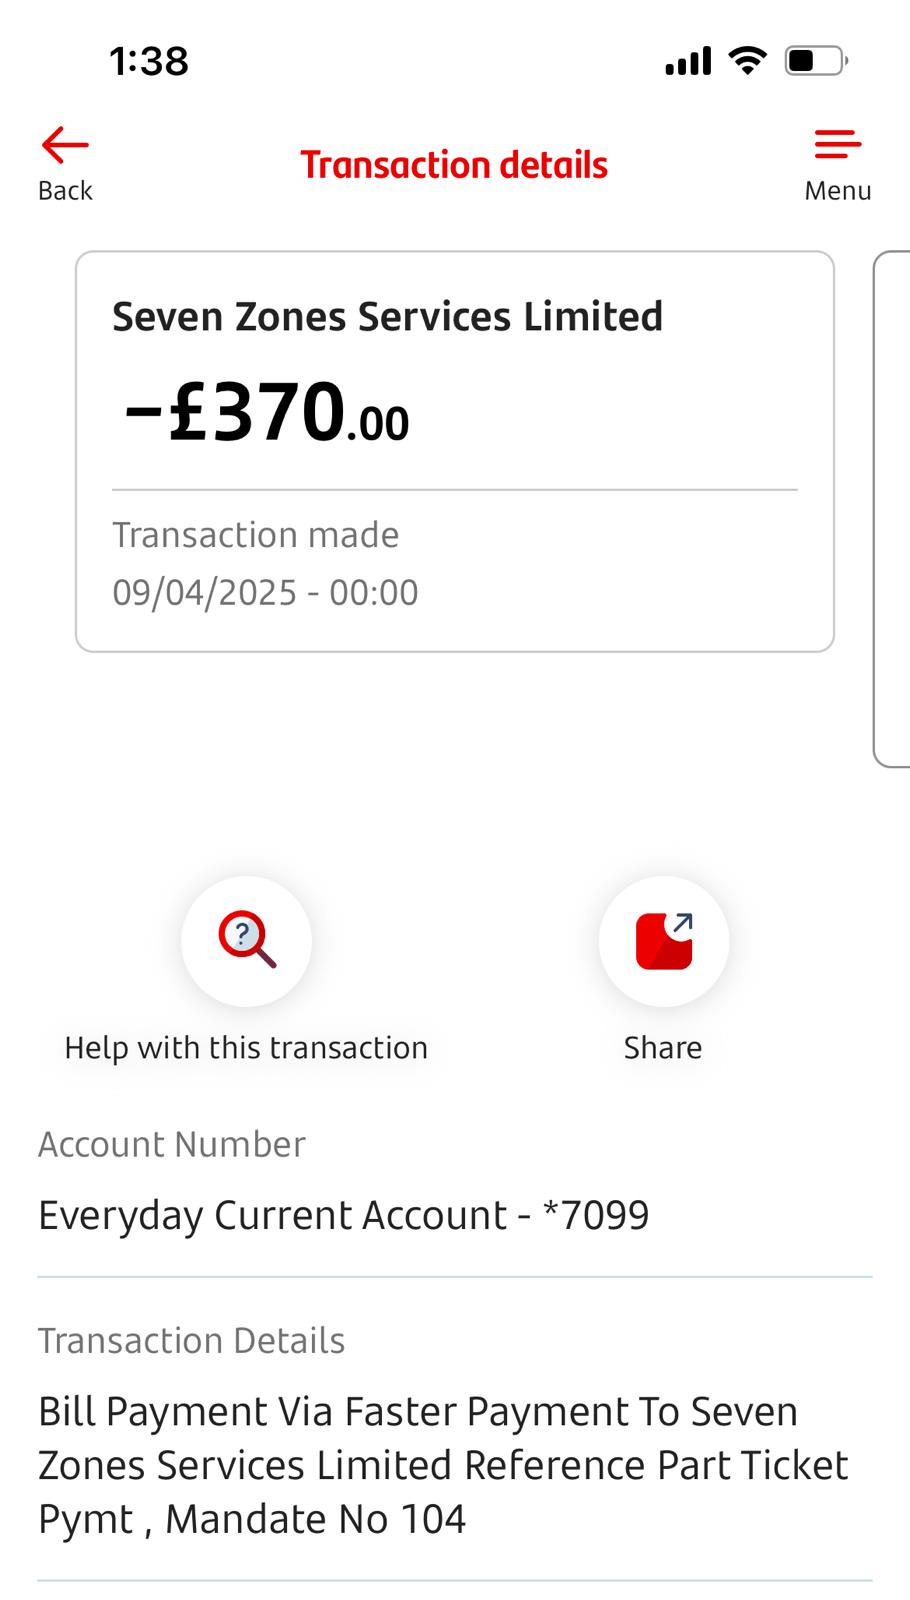 1:38
Back
Transaction details
Menu
Seven Zones Services Limited
–£370.00
Transaction made
09/04/2025 - 00:00
?
Help with this transaction
Share
Account Number
Everyday Current Account - *7099
Transaction Details
Bill Payment Via Faster Payment To Seven
Zones Services Limited Reference Part Ticket
Pymt , Mandate No 104